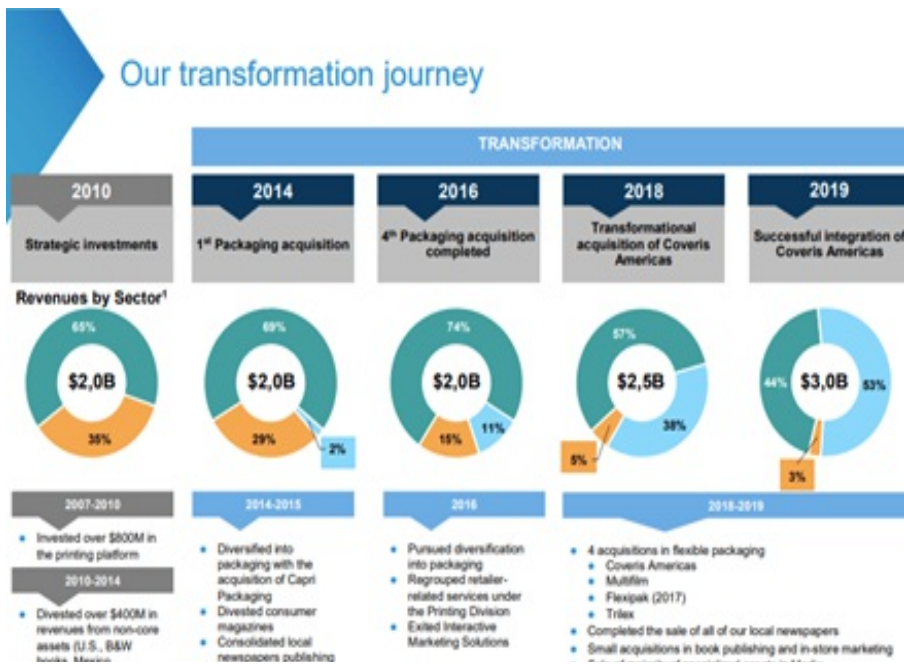 Our transformation journey
TRANSFORMATION
2010
Strategic investments
2014
1st Packaging acquisition
2016
4th Packaging acquisition
completed
2018
Transformational
acquisition of Coveris
Americas
2019
Successful integration of
Coveris Americas
Revenues by Sector1
65%
$2,0B
35%
69%
$2,0B
29%
2%
74%
$2,0B
15%
11%
57%
$2,5B
5%
38%
44%
$3,0B
53%
3%
2007-2010
Invested over $800M in
the printing platform
2010-2014
Divested over $400M in
revenues from non-core
assets (U.S., B&W
books, Mexico
2014-2015
Diversified into
packaging with the
acquisition of Capri
Packaging
Divested consumer
magazines
Consolidated local
newspapers publishing
2016
Pursued diversification
into packaging
Regrouped retailer-
related services under
the Printing Division
Exited Interactive
Marketing Solutions
2018-2019
4 acquisitions in flexible packaging
Coveris Americas
Multifilm
Flexipak (2017)
Trilex
Completed the sale of all of our local newspapers
Small acquisitions in book publishing and in-store marketing